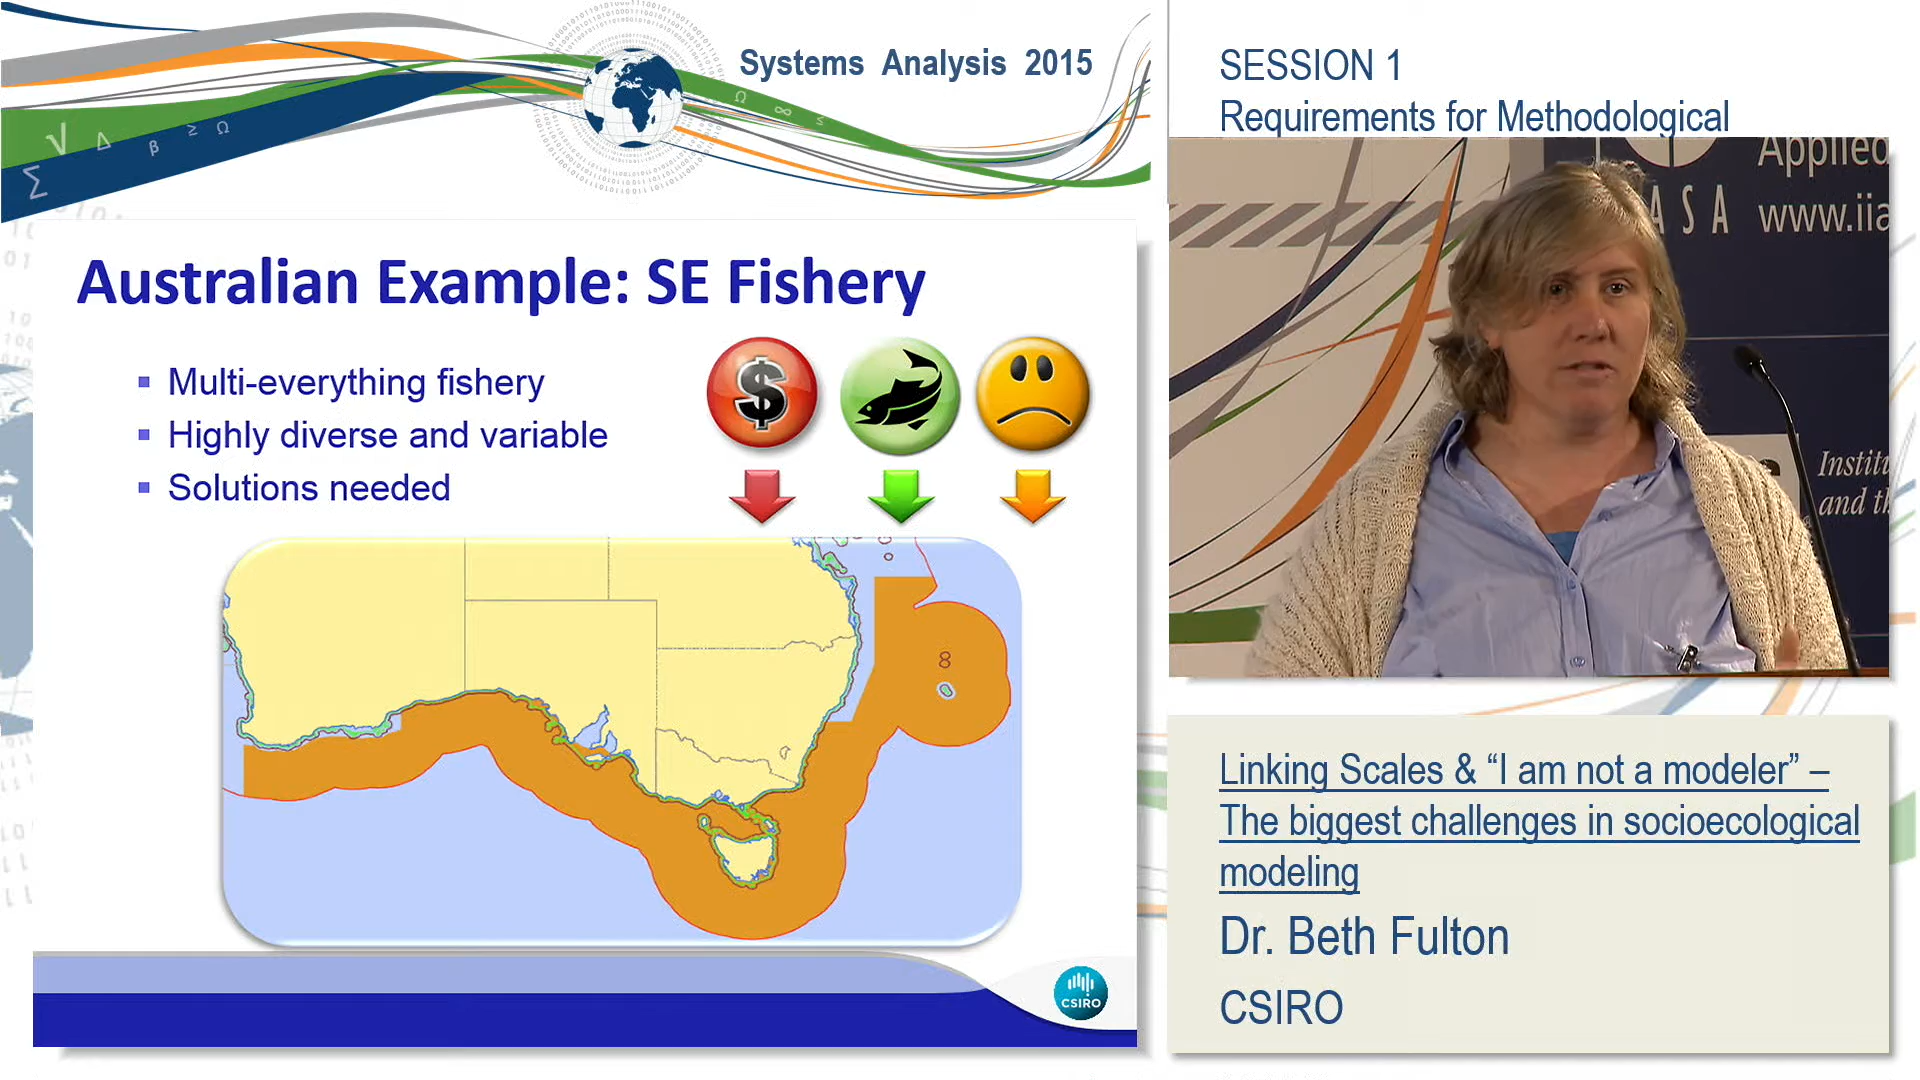 Systems Analysis 2015
√ Δ β ≥ Ω
Σ
Ω ∞ ≤
Australian Example: SE Fishery
Multi-everything fishery
Highly diverse and variable
Solutions needed
$
8
CSIRO
SESSION 1
Requirements for Methodological
Applied
ASA www.iia
Institu
and th
Linking Scales & “I am not a modeler” –
The biggest challenges in socioecological
modeling
Dr. Beth Fulton
CSIRO